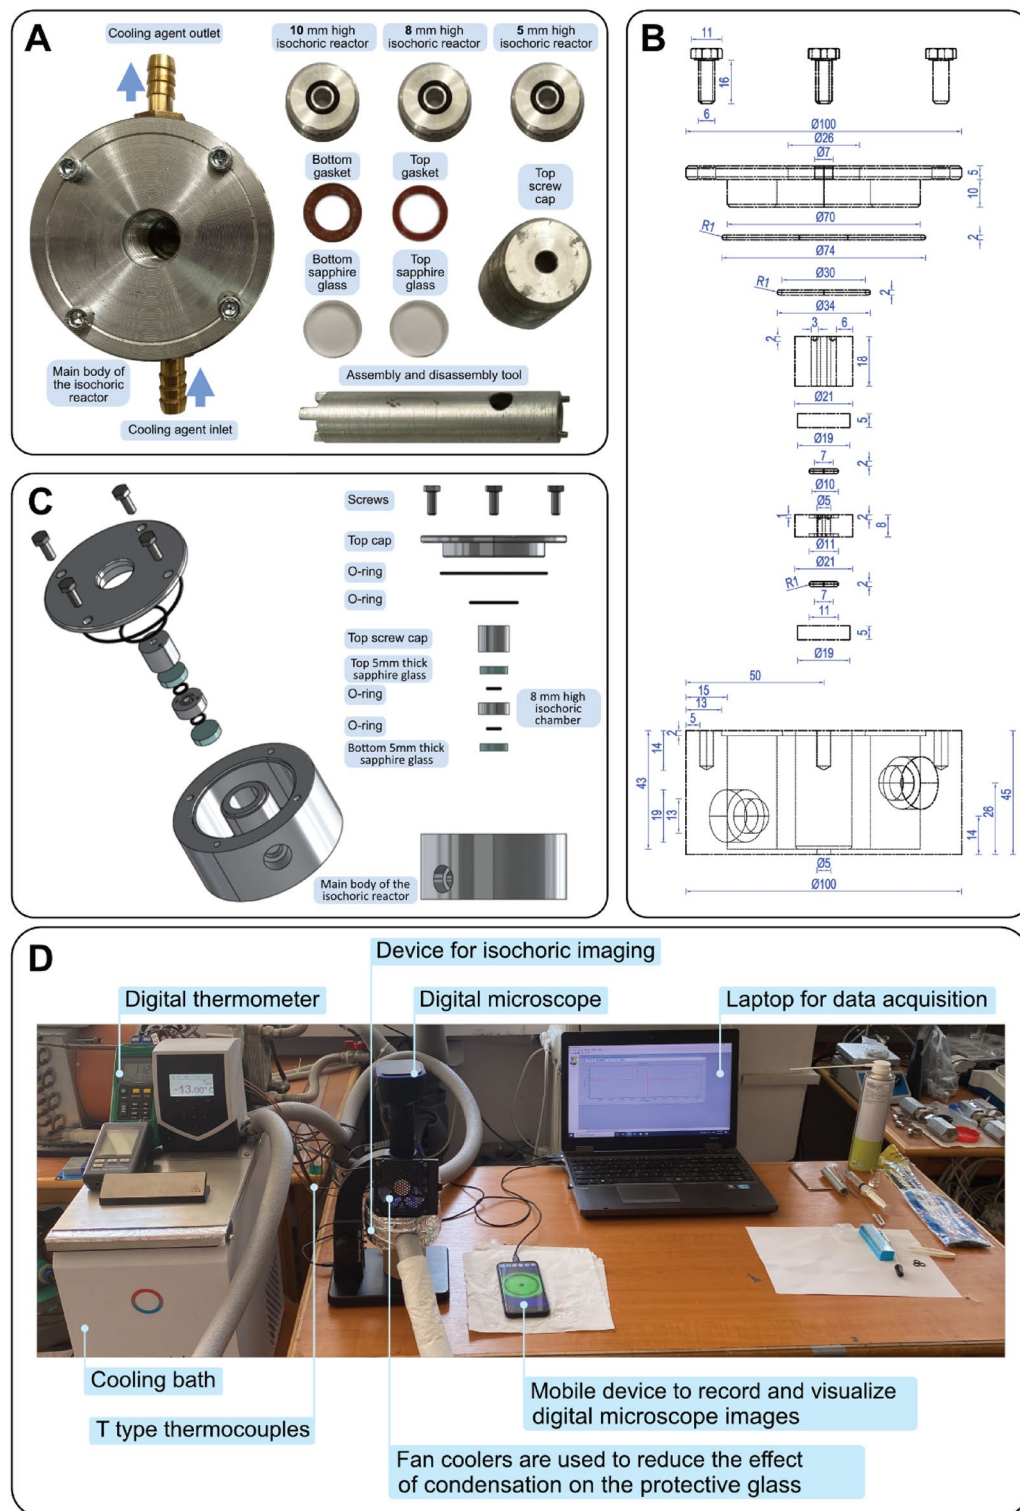 A
Cooling agent outlet
10 mm high
isochoric reactor
8 mm high
isochoric reactor
5 mm high
isochoric reactor
Bottom
gasket
Top
gasket
Top
screw
cap
Bottom
sapphire
glass
Top
sapphire
glass
Main body of
the isochoric
reactor
Assembly and disassembly tool
Cooling agent inlet
B
11
16
6
Ø100
Ø26
Ø7
5
10
Ø70
R1
2
Ø74
Ø30
R1
2
Ø34
3
6
2
18
Ø21
5
Ø19
7
2
Ø10
Ø5
1
2
8
Ø11
Ø21
R1
2
7
11
5
Ø19
50
15
13
5
2
14
43
19
13
26
45
14
Ø5
Ø100
C
Screws
Top cap
O-ring
O-ring
Top screw cap
Top 5mm thick
sapphire glass
O-ring
8 mm high
isochoric
chamber
O-ring
Bottom 5mm thick
sapphire glass
Main body of the
isochoric reactor
D
Device for isochoric imaging
Digital thermometer
Digital microscope
Laptop for data acquisition
-13.00°C
Cooling bath
T type thermocouples
Mobile device to record and visualize
digital microscope images
Fan coolers are used to reduce the effect
of condensation on the protective glass